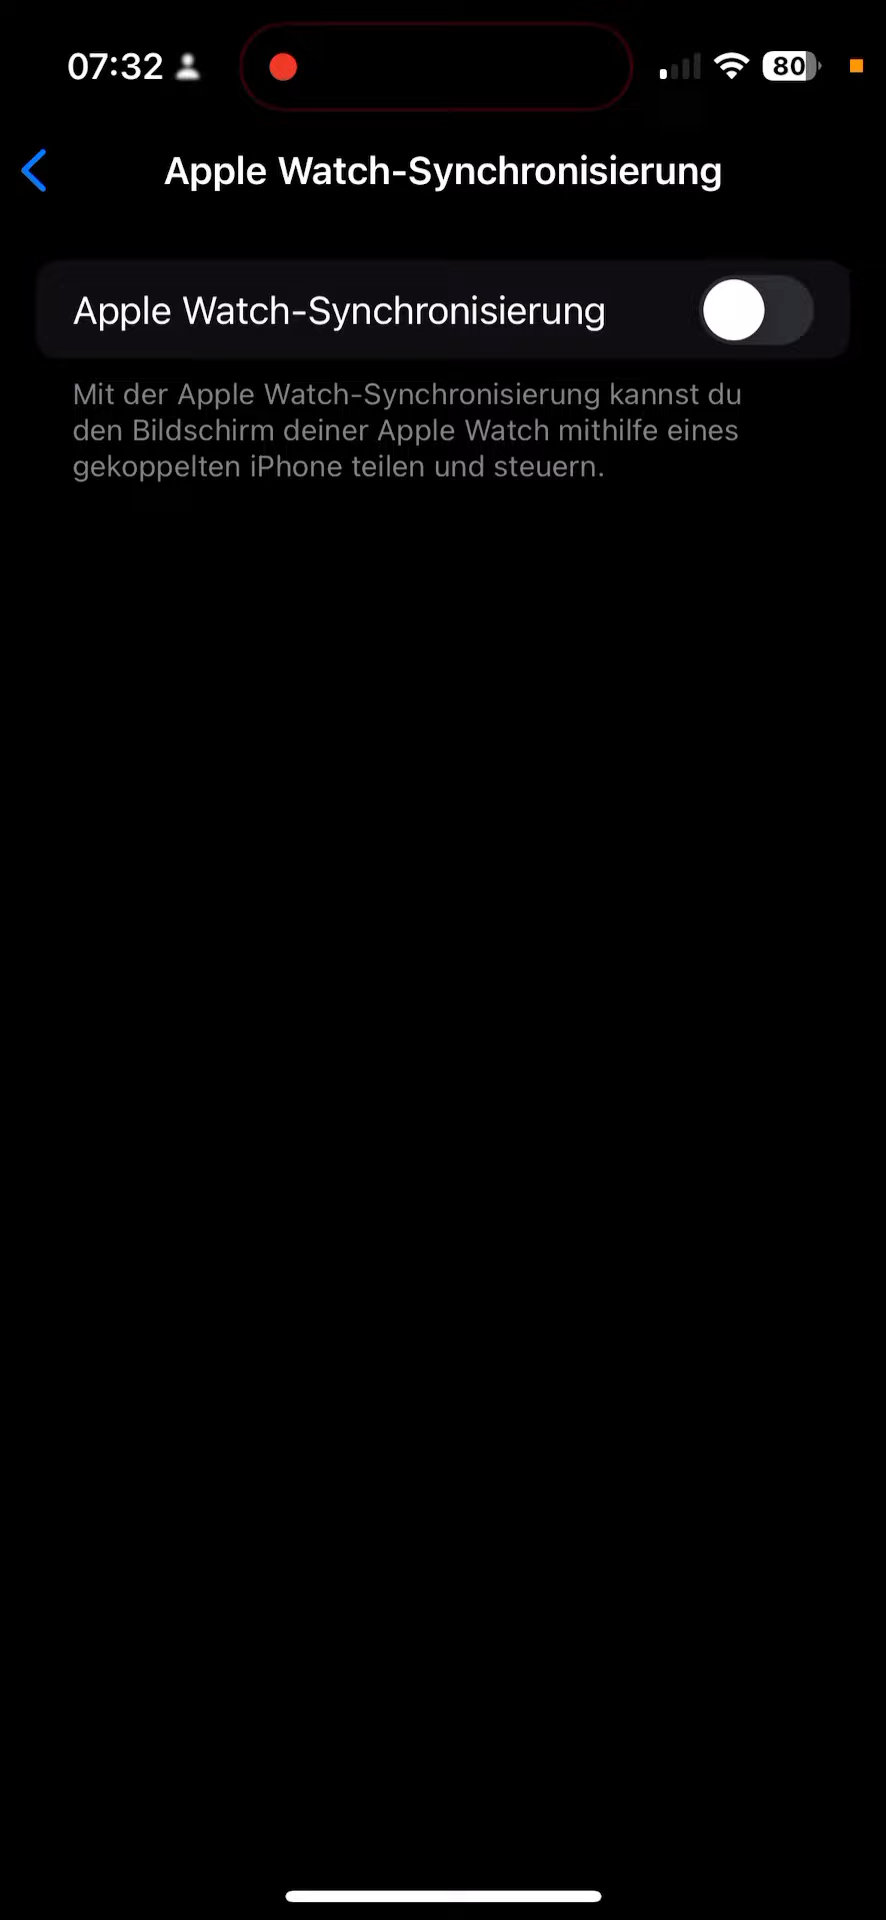 07:32
80
Apple Watch-Synchronisierung
Apple Watch-Synchronisierung
Mit der Apple Watch-Synchronisierung kannst du
den Bildschirm deiner Apple Watch mithilfe eines
gekoppelten iPhone teilen und steuern.